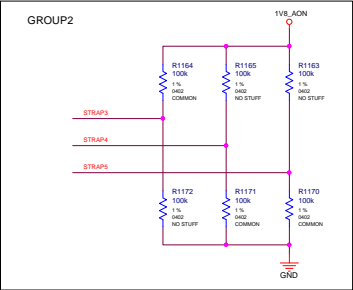 GROUP2
1V8_AON
R1164
100k
1 %
0402
COMMON
R1165
100k
1 %
0402
NO STUFF
R1163
100k
1 %
0402
NO STUFF
STRAP3
STRAP4
STRAP5
R1172
100k
1 %
0402
NO STUFF
R1171
100k
1 %
0402
COMMON
R1170
100k
1 %
0402
COMMON
GND